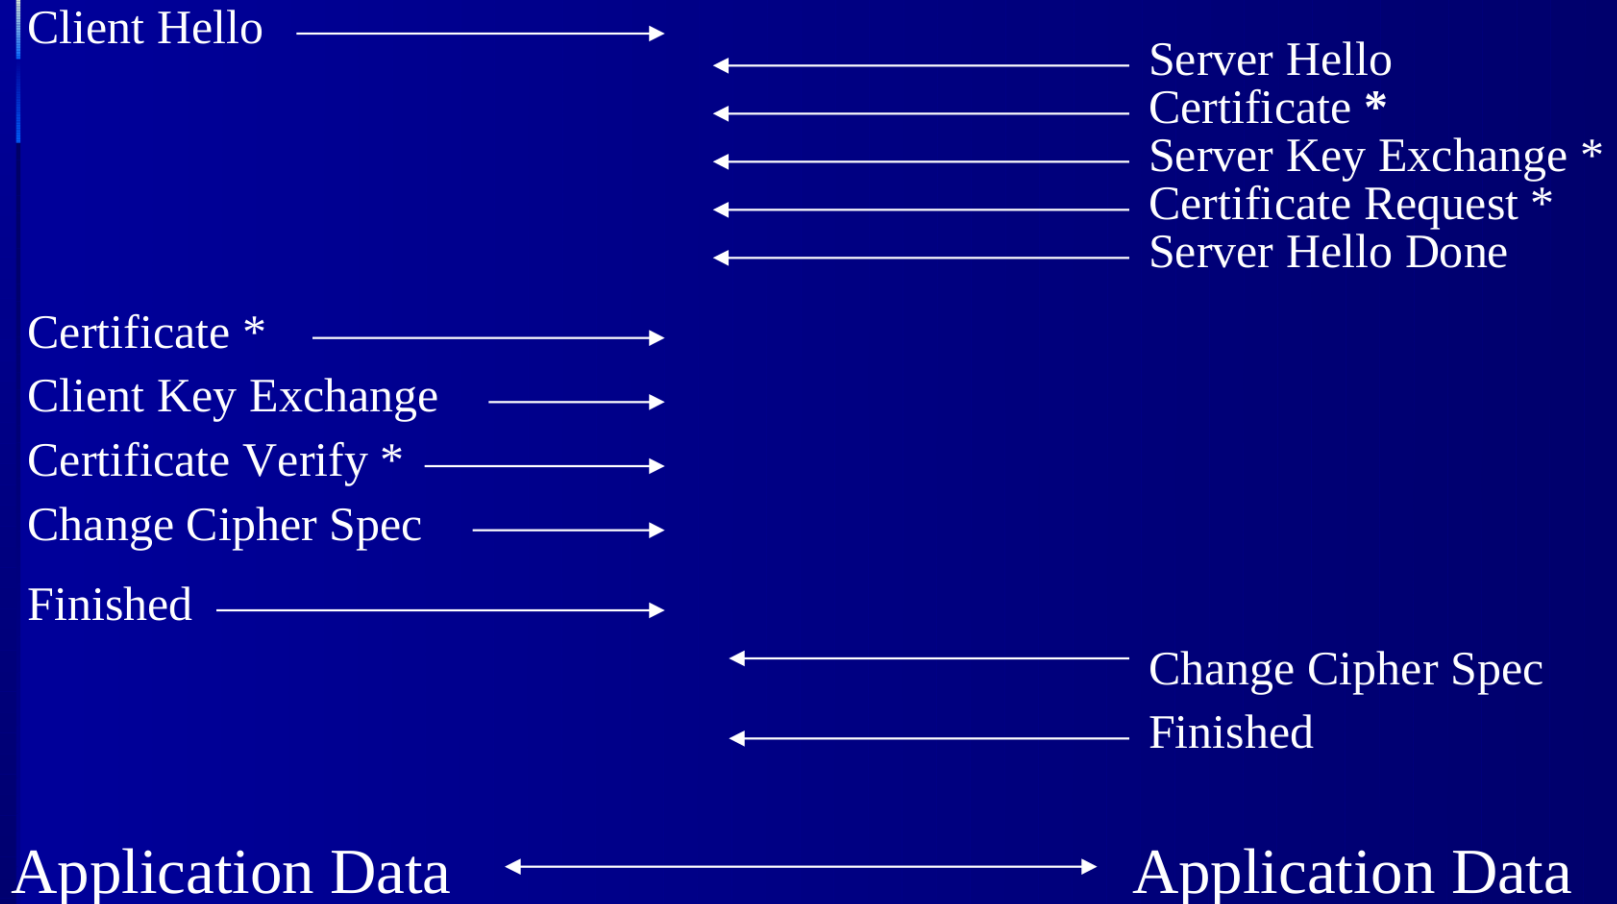 Client Hello
Server Hello
Certificate *
Server Key Exchange *
Certificate Request *
Server Hello Done
Certificate *
Client Key Exchange
Certificate Verify *
Change Cipher Spec
Finished
Change Cipher Spec
Finished
Application Data
Application Data